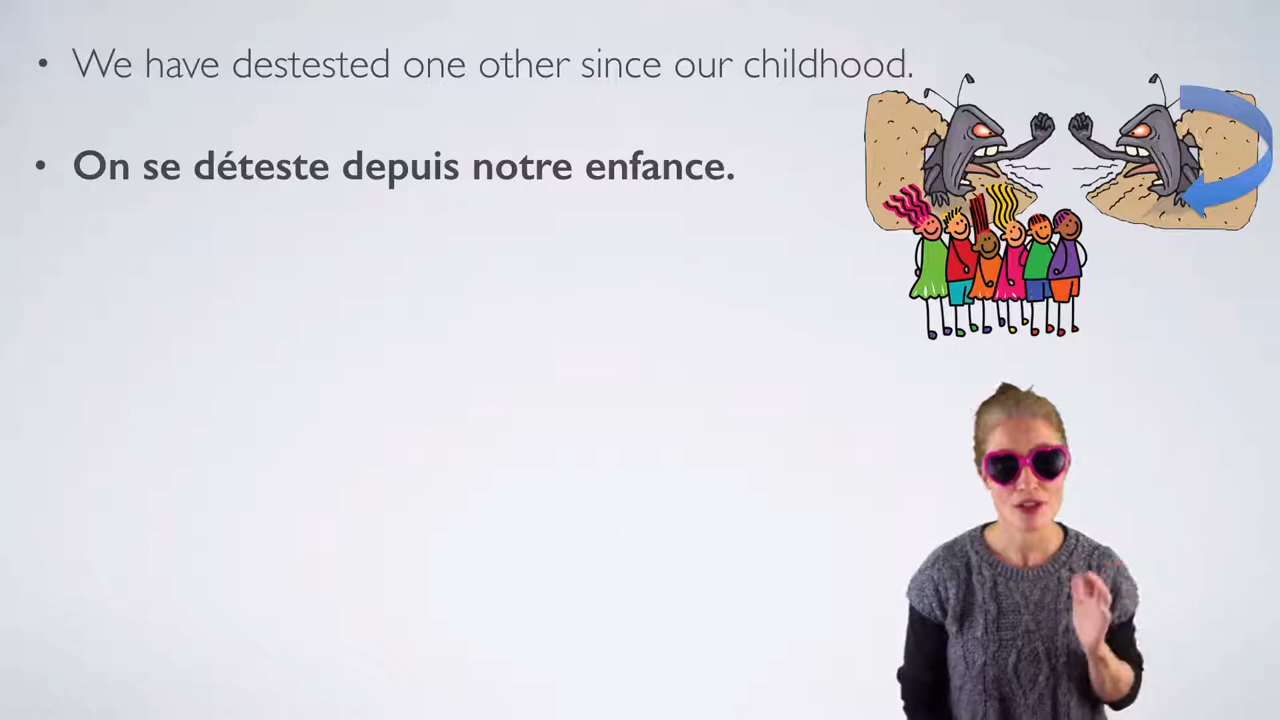 • We have destested one other since our childhood.
• On se déteste depuis notre enfance.